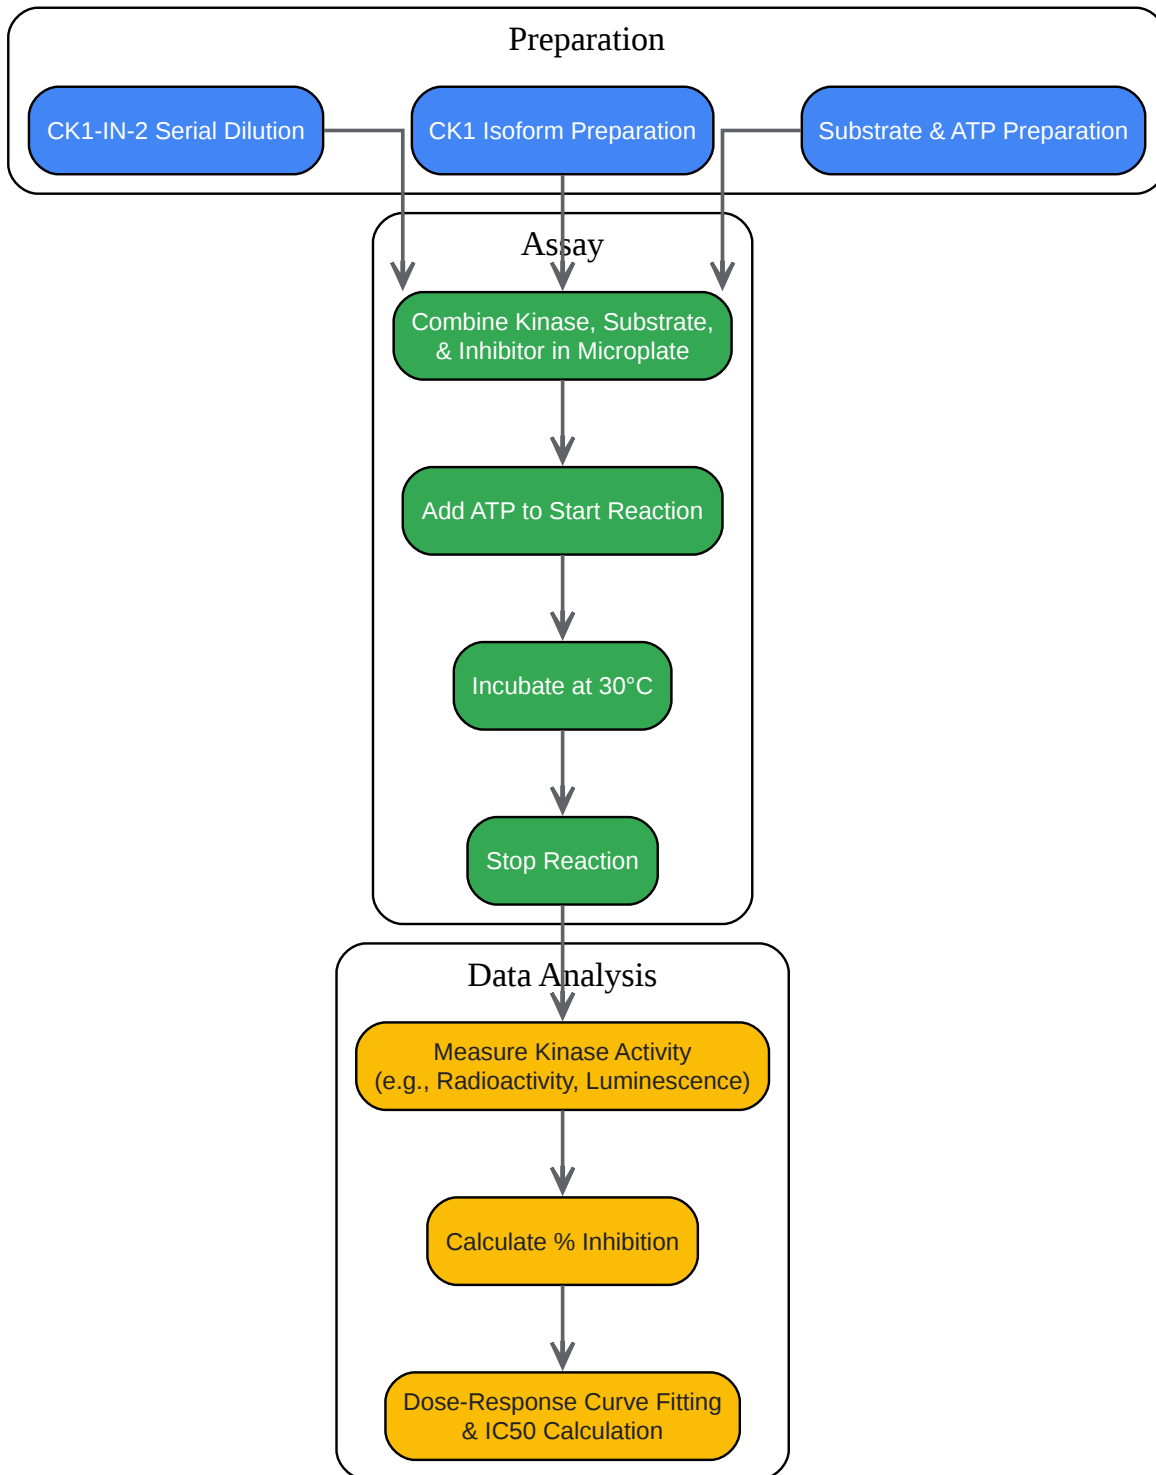 Preparation
CK1-IN-2 Serial Dilution
CK1 Isoform Preparation
Substrate & ATP Preparation
Assay
Combine Kinase, Substrate,
& Inhibitor in Microplate
Add ATP to Start Reaction
Incubate at 30°C
Stop Reaction
Data Analysis
Measure Kinase Activity
(e.g., Radioactivity, Luminescence)
Calculate % Inhibition
Dose-Response Curve Fitting
& IC50 Calculation